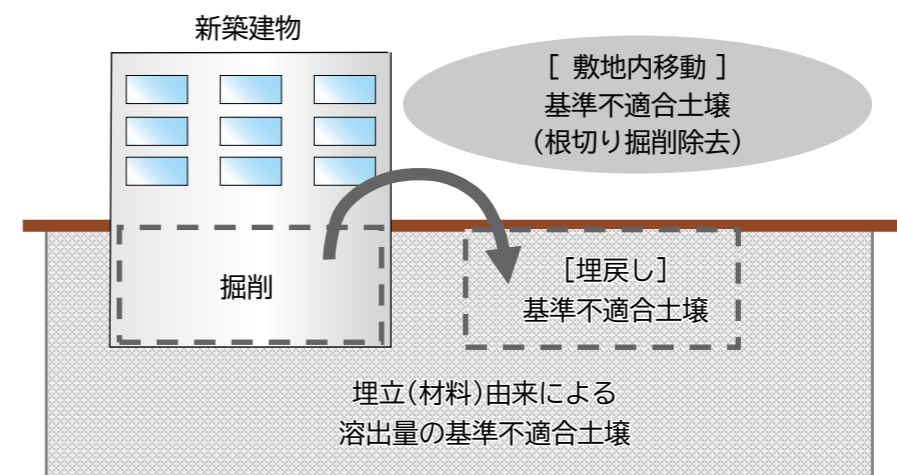 新築建物
[ 敷地内移動 ]
基準不適合土壌
(根切り掘削除去)
掘削
[埋戻し]
基準不適合土壌
埋立(材料)由来による
溶出量の基準不適合土壌